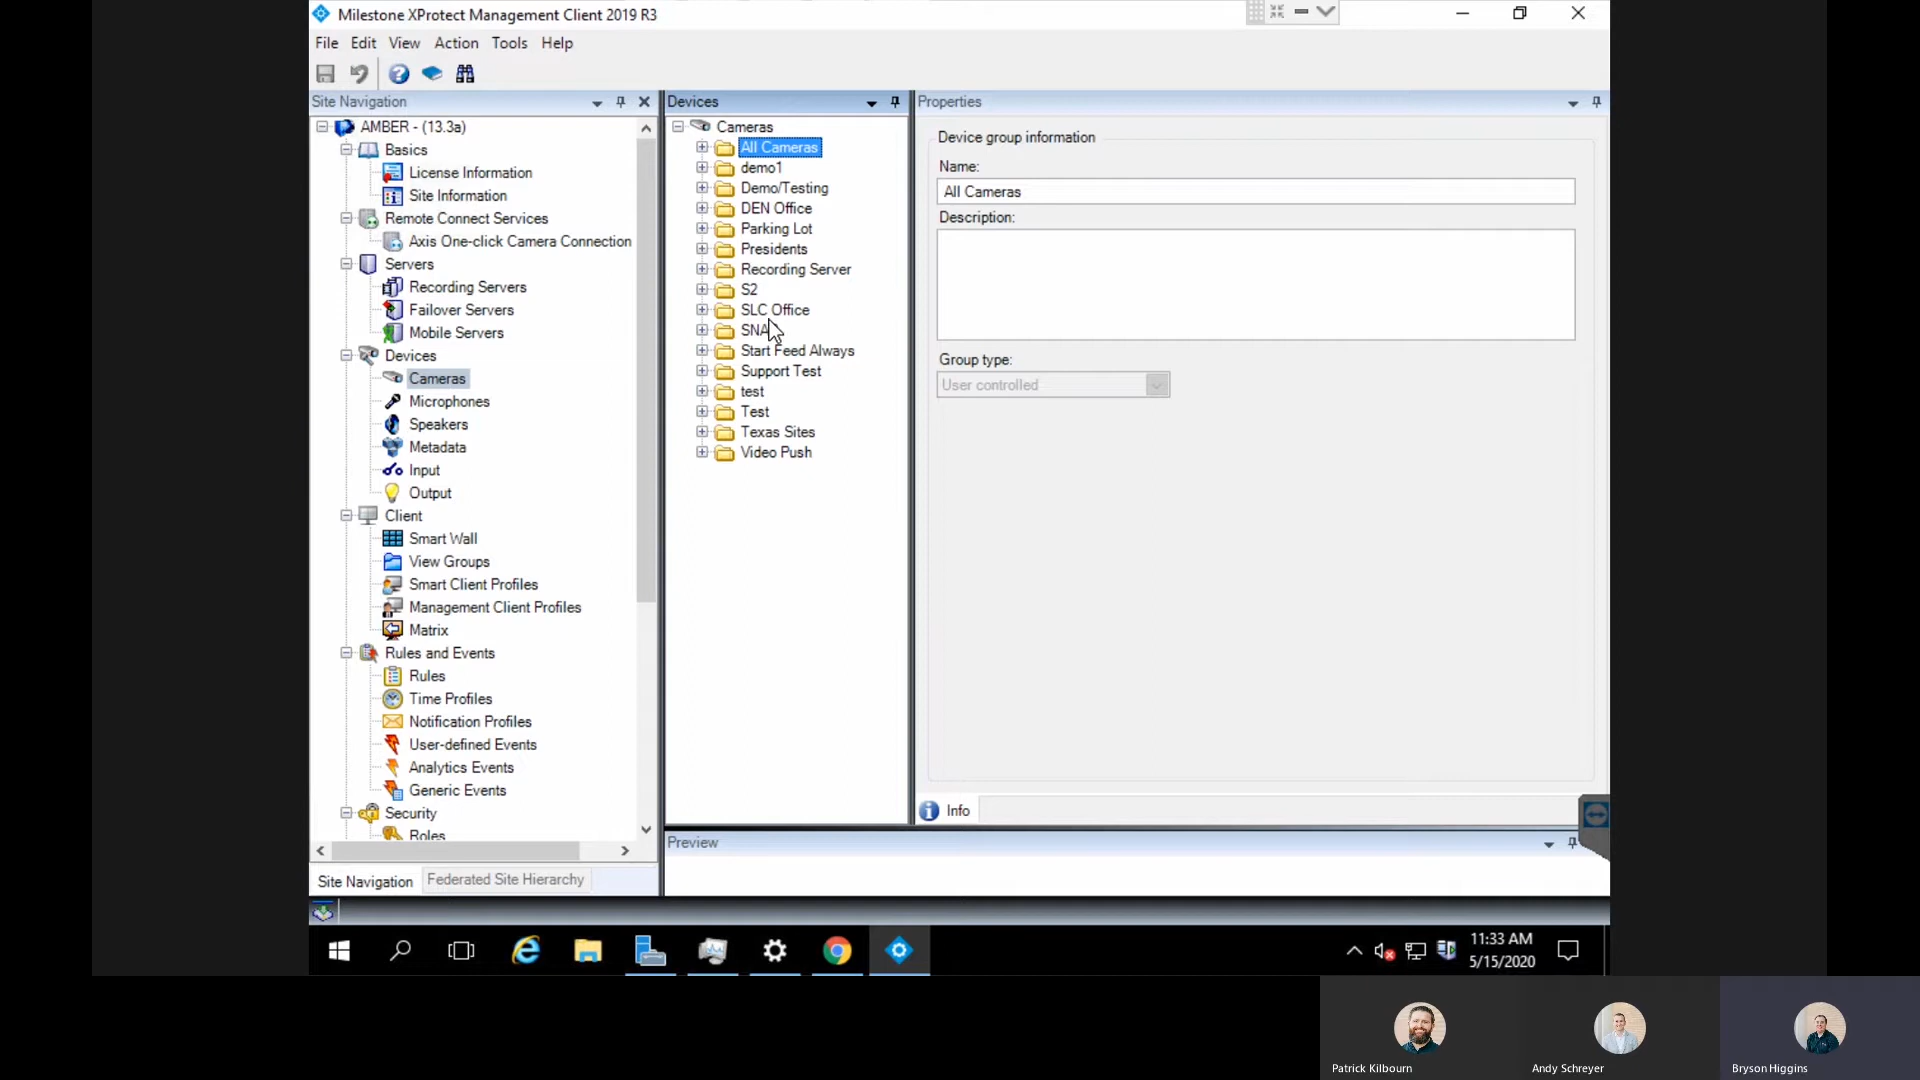 Milestone XProtect Management Client 2019 R3
File Edit View Action Tools Help
Site Navigation
AMBER - (13.3a)
Basics
License Information
Site Information
Remote Connect Services
Axis One-click Camera Connection
Servers
Recording Servers
Failover Servers
Mobile Servers
Devices
Cameras
Microphones
Speakers
Metadata
Input
Output
Client
Smart Wall
View Groups
Smart Client Profiles
Management Client Profiles
Matrix
Rules and Events
Rules
Time Profiles
Notification Profiles
User-defined Events
Analytics Events
Generic Events
Security
Roles
Site Navigation
Federated Site Hierarchy
Devices
Cameras
All Cameras
demo1
Demo/Testing
DEN Office
Parking Lot
Presidents
Recording Server
S2
SLC Office
Start Feed Always
Support Test
test
Test
Texas Sites
Video Push
Properties
Device group information
Name:
All Cameras
Description:
Group type:
User controlled
Info
Preview
11:33 AM
5/15/2020
Patrick Kilbourn
Andy Schreyer
Bryson Higgins